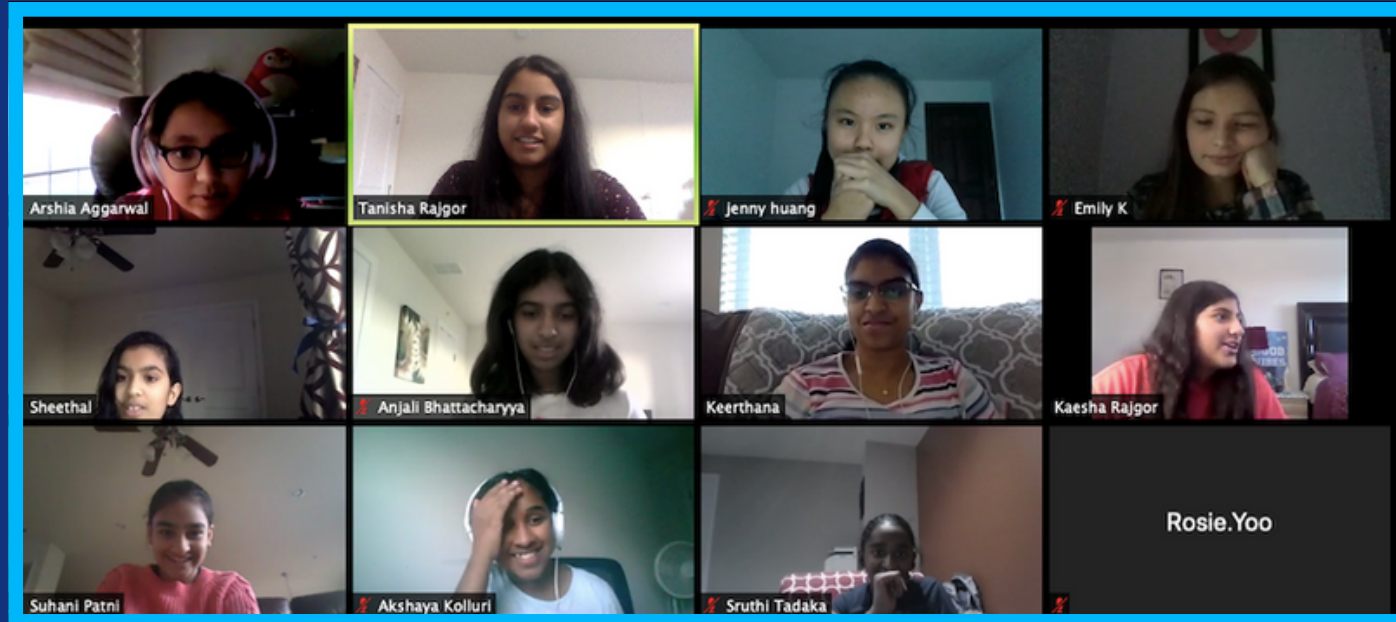 Arshia Aggarwal
Tanisha Rajgor
jenny huang
Emily K
Sheethal
Anjali Bhattacharyya
Keerthana
Kaesha Rajgor
Suhani Patni
Akshaya Kolluri
Sruthi Tadaka
Rosie.Yoo